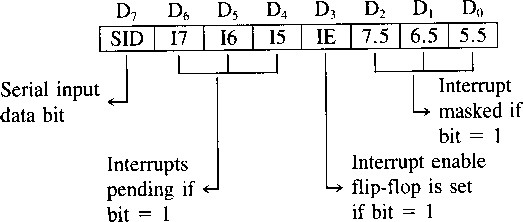 D₇ D₆ D₅ D₄ D₃ D₂ D₁ D₀
SID I7 I6 I5 IE 7.5 6.5 5.5
Serial input
data bit
Interrupt
masked if
bit = 1
Interrupts
pending if
bit = 1
Interrupt enable
flip-flop is set
if bit = 1